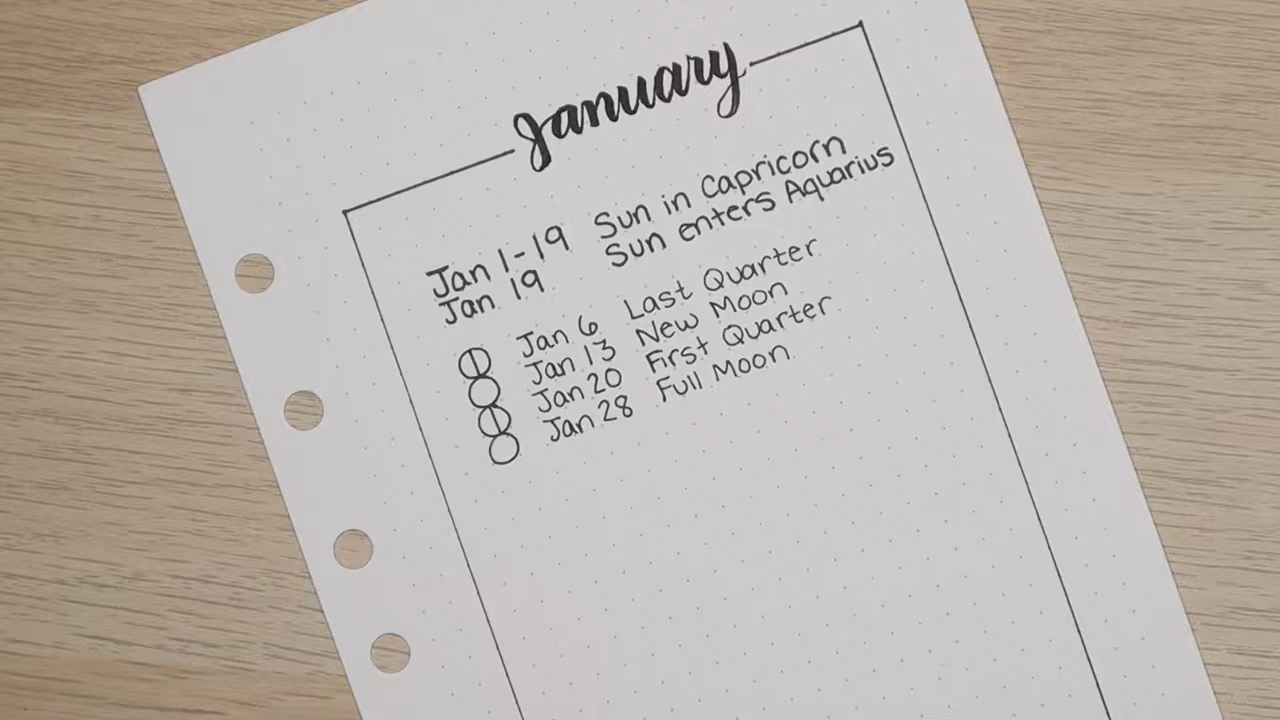 January
Jan 1-19 Sun in Capricorn
Jan 19 Sun enters Aquarius
Jan 6 Last Quarter
Jan 13 New Moon
Jan 20 First Quarter
Jan 28 Full Moon